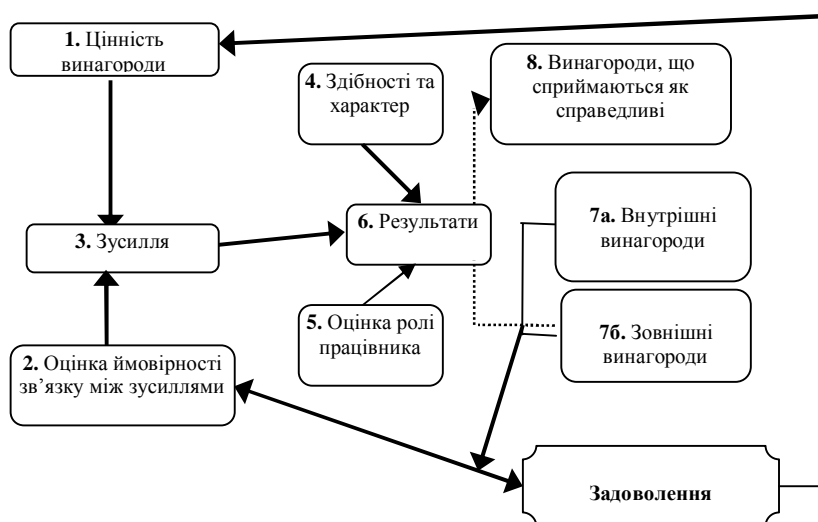 1. Цінність
винагороди
4. Здібності та
характер
8. Винагороди, що
сприймаються як
справедливі
3. Зусилля
6. Результати
7а. Внутрішні
винагороди
5. Оцінка ролі
працівника
7б. Зовнішні
винагороди
2. Оцінка ймовірності
зв’язку між зусиллями
Задоволення